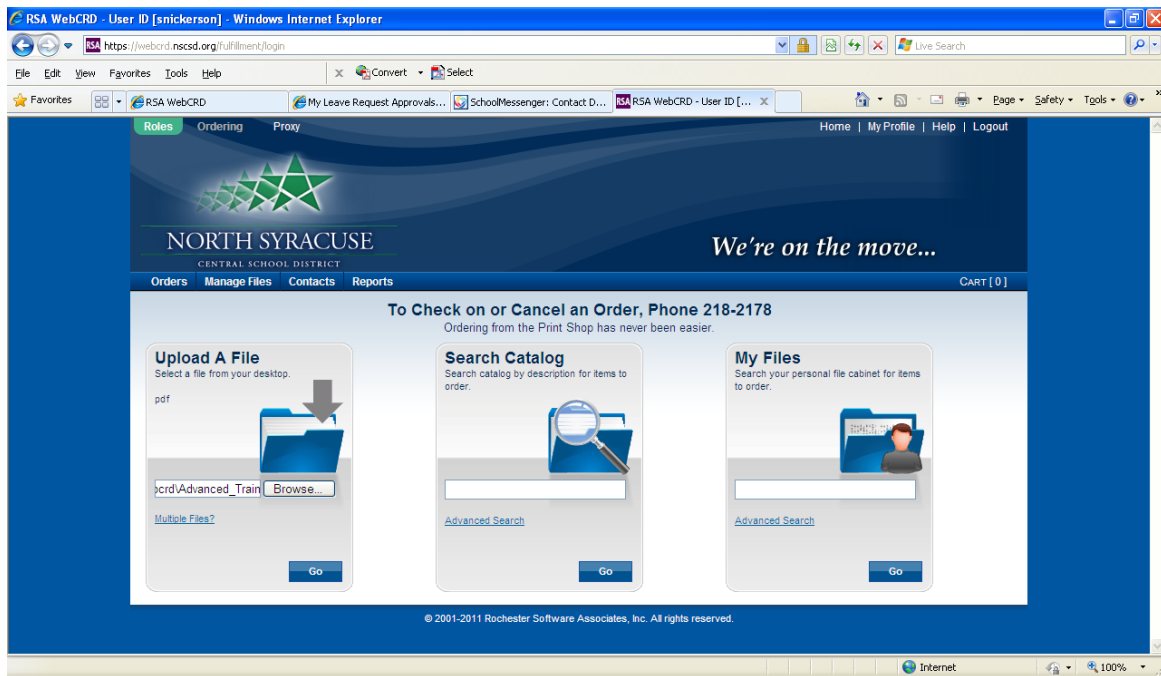 RSA WebCRD - User ID [snickerson] - Windows Internet Explorer
RSA https://webcrd.nscsd.org/fulfillment/login
Live Search
File Edit View Favorites Tools Help
x Convert Select
Favorites
RSA WebCRD
My Leave Request Approvals...
SchoolMessenger: Contact D...
RSA RSA WebCRD - User ID [... x
Page Safety Tools »
Roles Ordering Proxy
Home | My Profile | Help | Logout
NORTH SYRACUSE
CENTRAL SCHOOL DISTRICT
We're on the move...
Orders Manage Files Contacts Reports
CART [ 0 ]
To Check on or Cancel an Order, Phone 218-2178
Ordering from the Print Shop has never been easier.
Upload A File
Select a file from your desktop.
pdf
ocrd\Advanced_Train Browse...
Multiple Files?
Go
Search Catalog
Search catalog by description for items to
order.
Advanced Search
Go
My Files
Search your personal file cabinet for items
to order.
Advanced Search
Go
© 2001-2011 Rochester Software Associates, Inc. All rights reserved.
Internet
100%